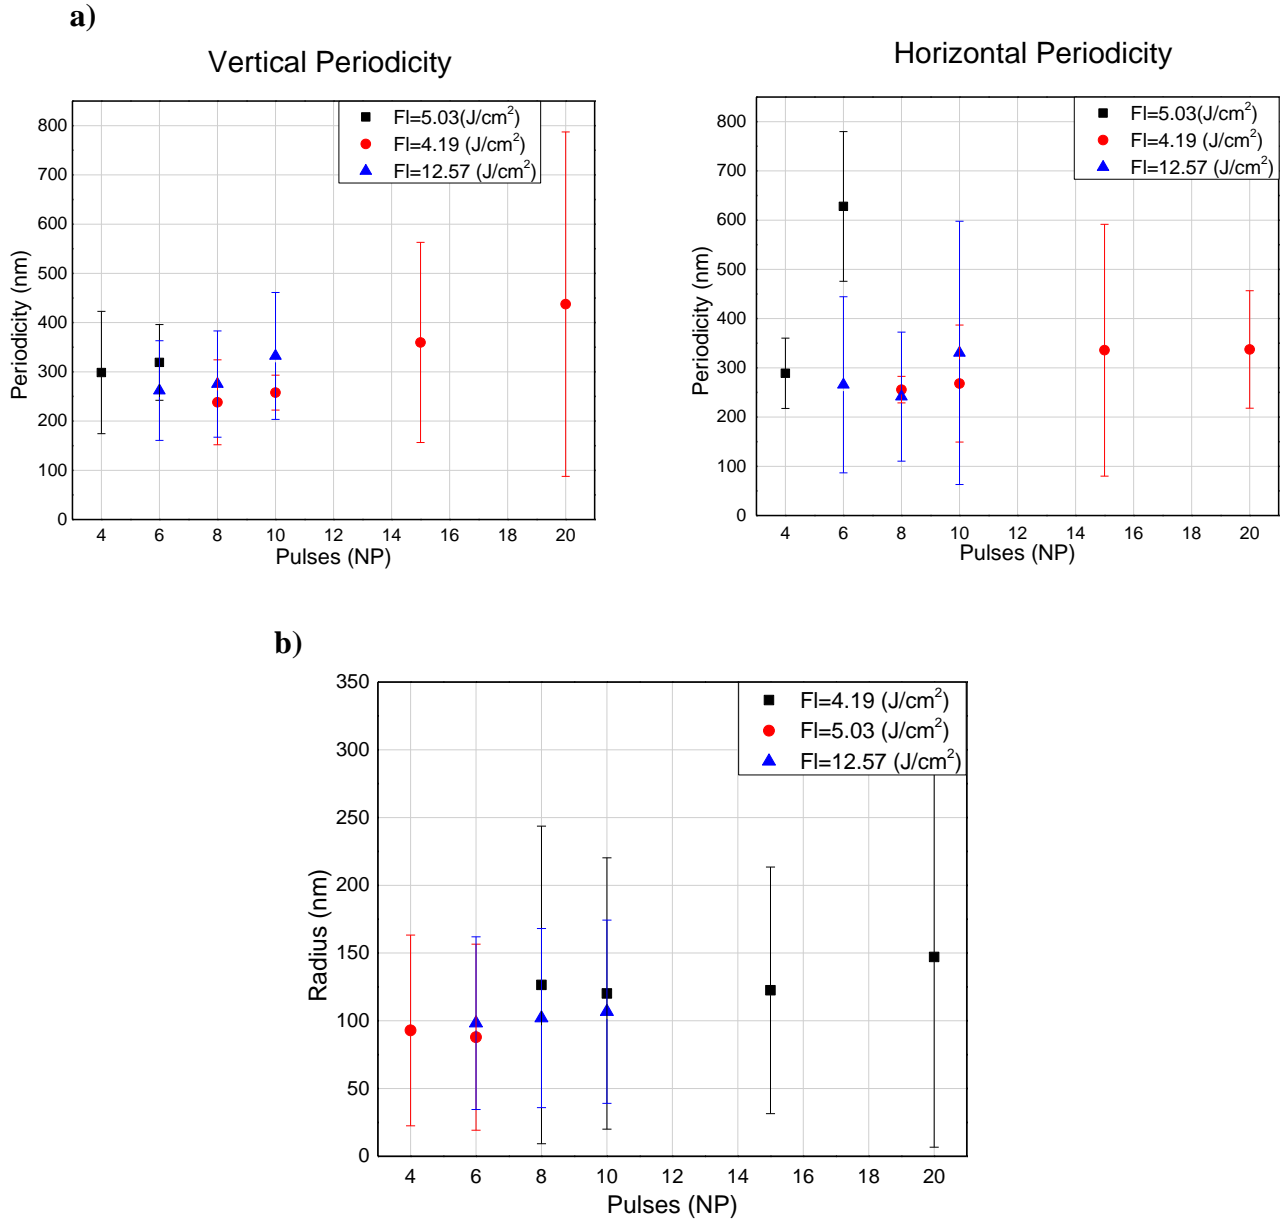 a)
Vertical Periodicity
Fl=5.03(J/cm²)
Fl=4.19 (J/cm²)
Fl=12.57 (J/cm²)
Periodicity (nm)
800
700
600
500
400
300
200
100
0
4 6 8 10 12 14 16 18 20
Pulses (NP)
Horizontal Periodicity
Fl=5.03(J/cm²)
Fl=4.19 (J/cm²)
Fl=12.57 (J/cm²)
Periodicity (nm)
800
700
600
500
400
300
200
100
0
4 6 8 10 12 14 16 18 20
Pulses (NP)
b)
Fl=4.19 (J/cm²)
Fl=5.03 (J/cm²)
Fl=12.57 (J/cm²)
Radius (nm)
350
300
250
200
150
100
50
0
4 6 8 10 12 14 16 18 20
Pulses (NP)